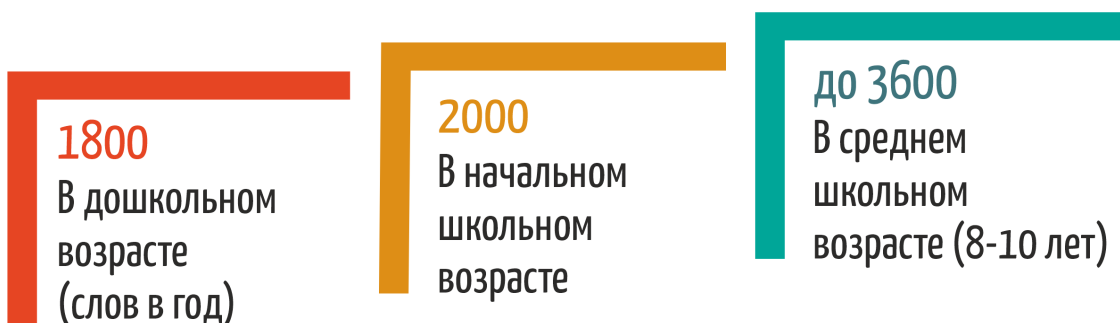 1800
В дошкольном
возрасте
(слов в год)
2000
В начальном
школьном
возрасте
до 3600
В среднем
школьном
возрасте (8-10 лет)